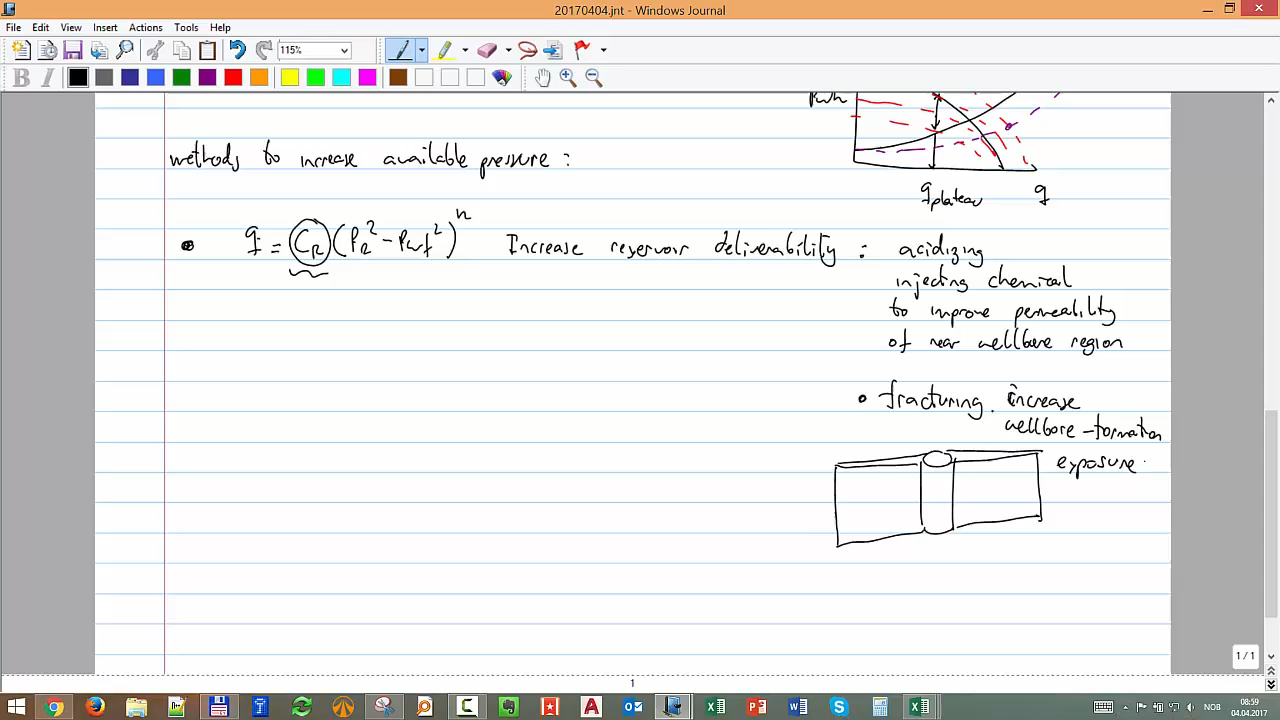 20170404.jnt - Windows Journal
File Edit View Insert Actions Tools Help
115%
B I
Pwh
methods to increase available pressure :
qplateau q
• q = CR (PR² - Pwf²)ⁿ Increase reservoir deliverability : acidizing
injecting chemical
to improve permeability
of near wellbore region
• fracturing. increase
wellbore-formation
exposure
1 / 1
1
NOB
08:59
04.04.2017